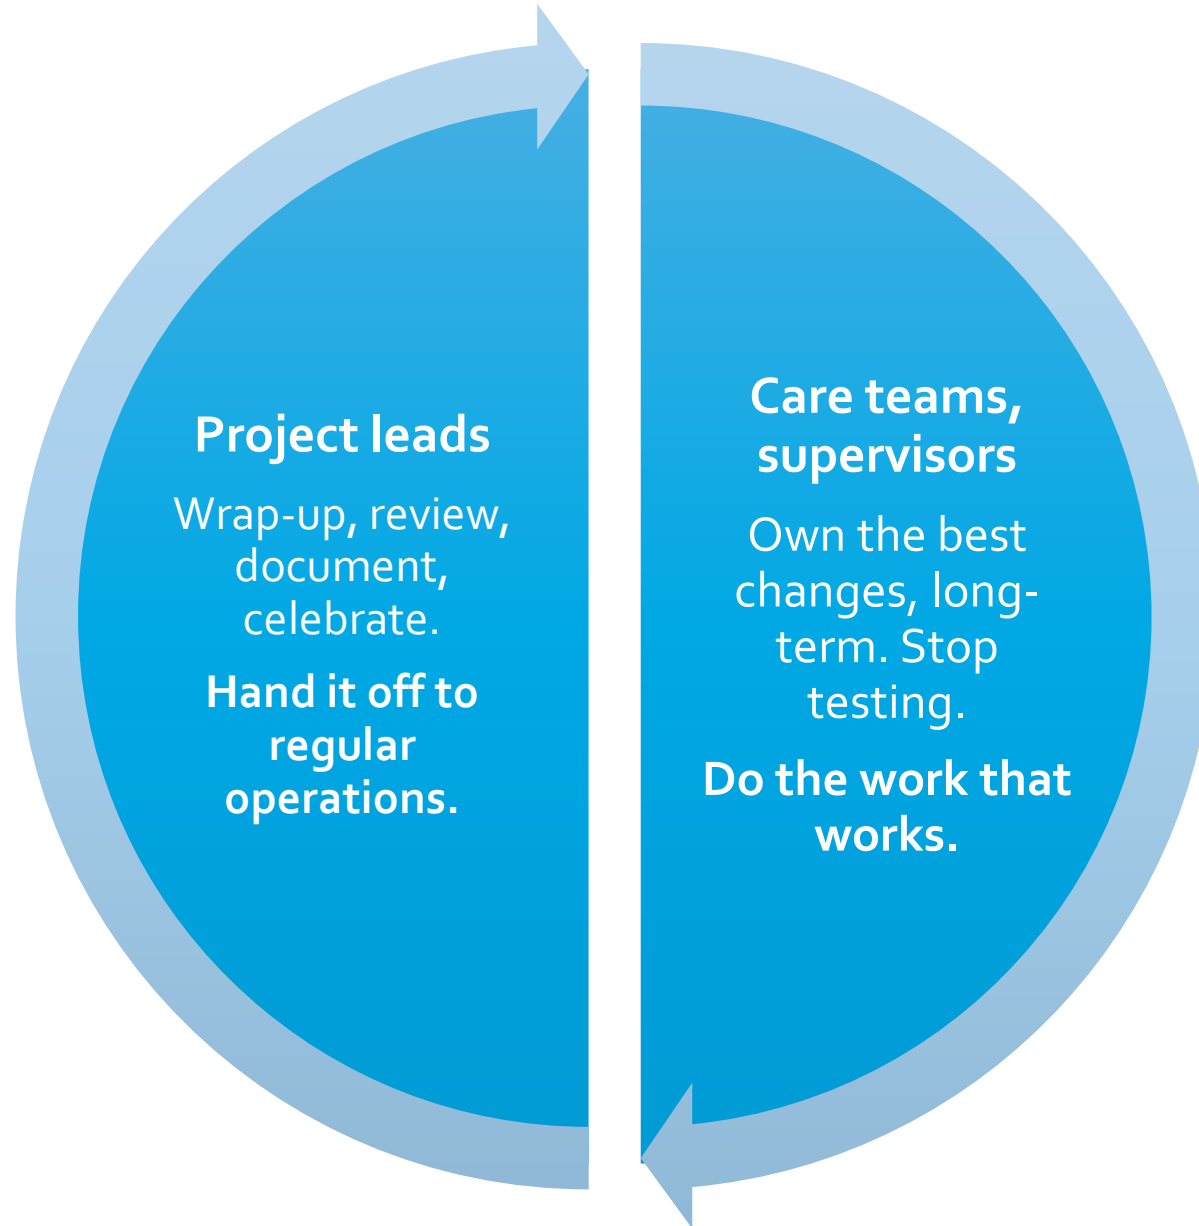 Project leads
Wrap-up, review,
document,
celebrate.
Hand it off to
regular
operations.
Care teams,
supervisors
Own the best
changes, long-
term. Stop
testing.
Do the work that
works.